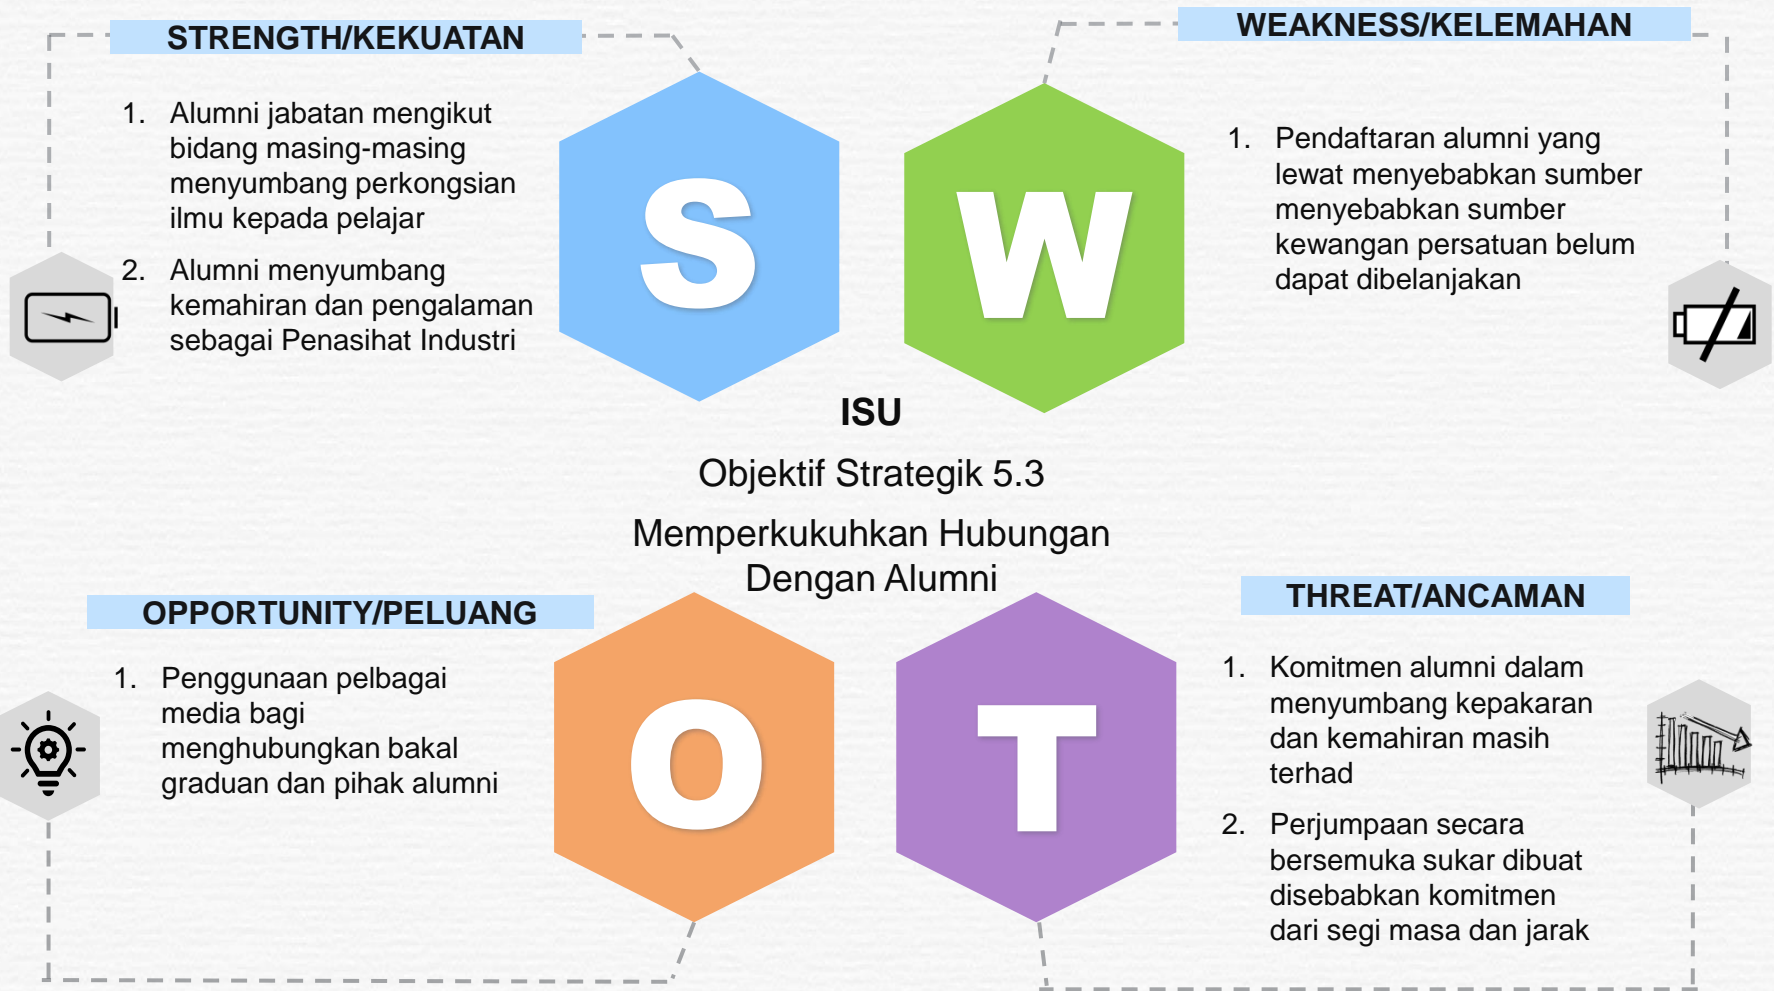 STRENGTH/KEKUATAN
1. Alumni jabatan mengikut
bidang masing-masing
menyumbang perkongsian
ilmu kepada pelajar
2. Alumni menyumbang
kemahiran dan pengalaman
sebagai Penasihat Industri
S
WEAKNESS/KELEMAHAN
W
1. Pendaftaran alumni yang
lewat menyebabkan sumber
menyebabkan sumber
kewangan persatuan belum
dapat dibelanjakan
ISU
Objektif Strategik 5.3
Memperkukuhkan Hubungan
Dengan Alumni
OPPORTUNITY/PELUANG
1. Penggunaan pelbagai
media bagi
menghubungkan bakal
graduan dan pihak alumni
O
THREAT/ANCAMAN
T
1. Komitmen alumni dalam
menyumbang kepakaran
dan kemahiran masih
terhad
2. Perjumpaan secara
bersemuka sukar dibuat
disebabkan komitmen
dari segi masa dan jarak